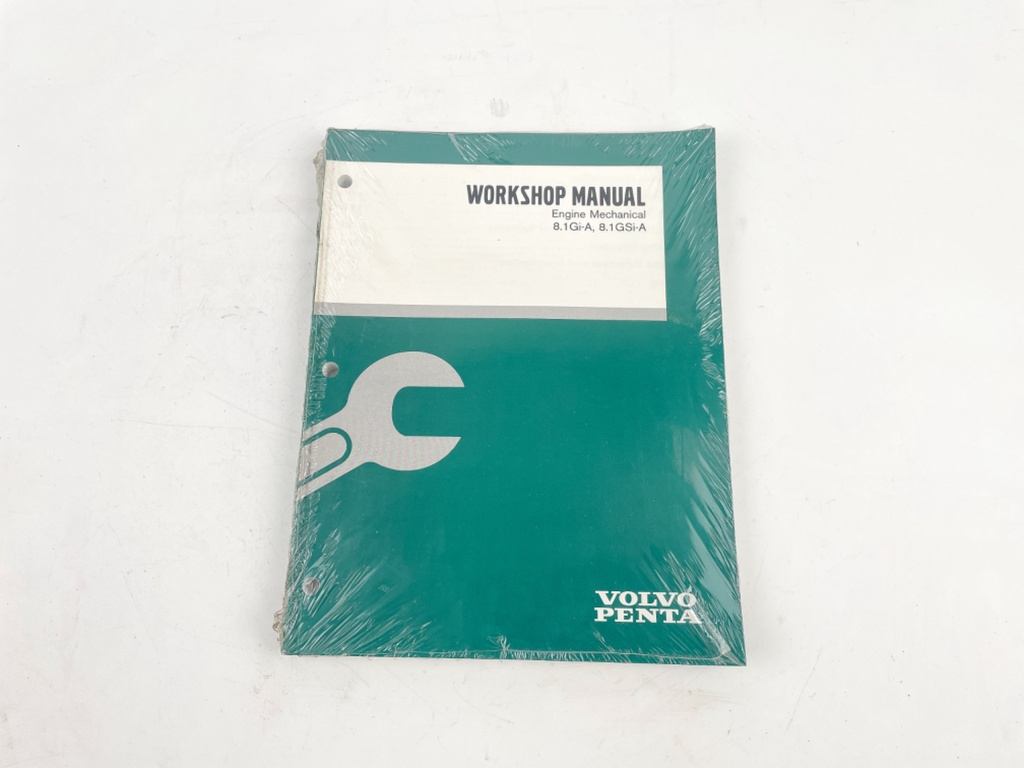 WORKSHOP MANUAL
Engine Mechanical
8.1Gi-A, 8.1GSi-A
VOLVO
PENTA